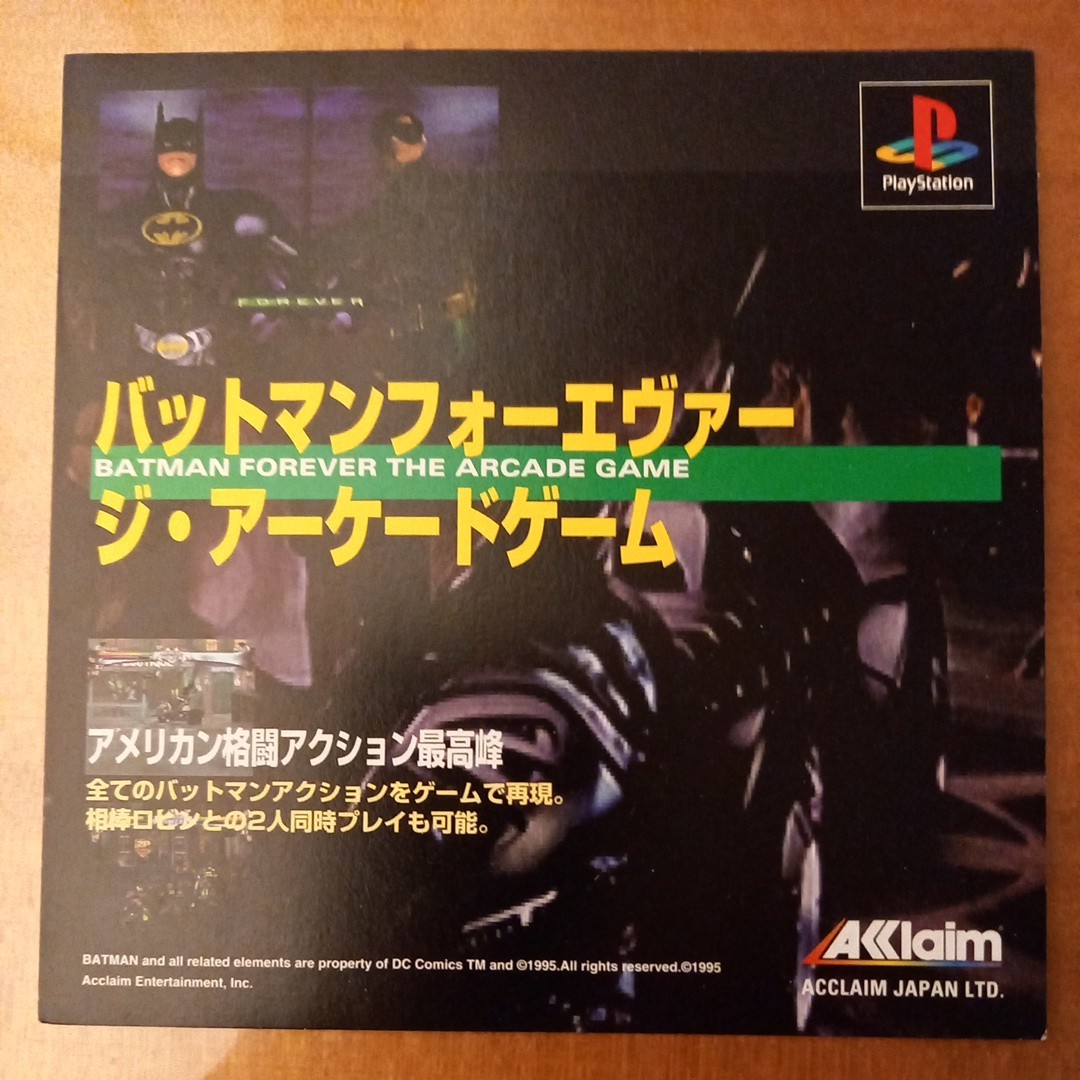 PlayStation
FOREVER
バットマンフォーエヴァー
BATMAN FOREVER THE ARCADE GAME
ジ・アーケードゲーム
アメリカン格闘アクション最高峰
全てのバットマンアクションをゲームで再現。
相棒ロビンとの2人同時プレイも可能。
2P
BATMAN and all related elements are property of DC Comics TM and ©1995.All rights reserved.©1995
Acclaim Entertainment, Inc.
AKKlaim
ACCLAIM JAPAN LTD.